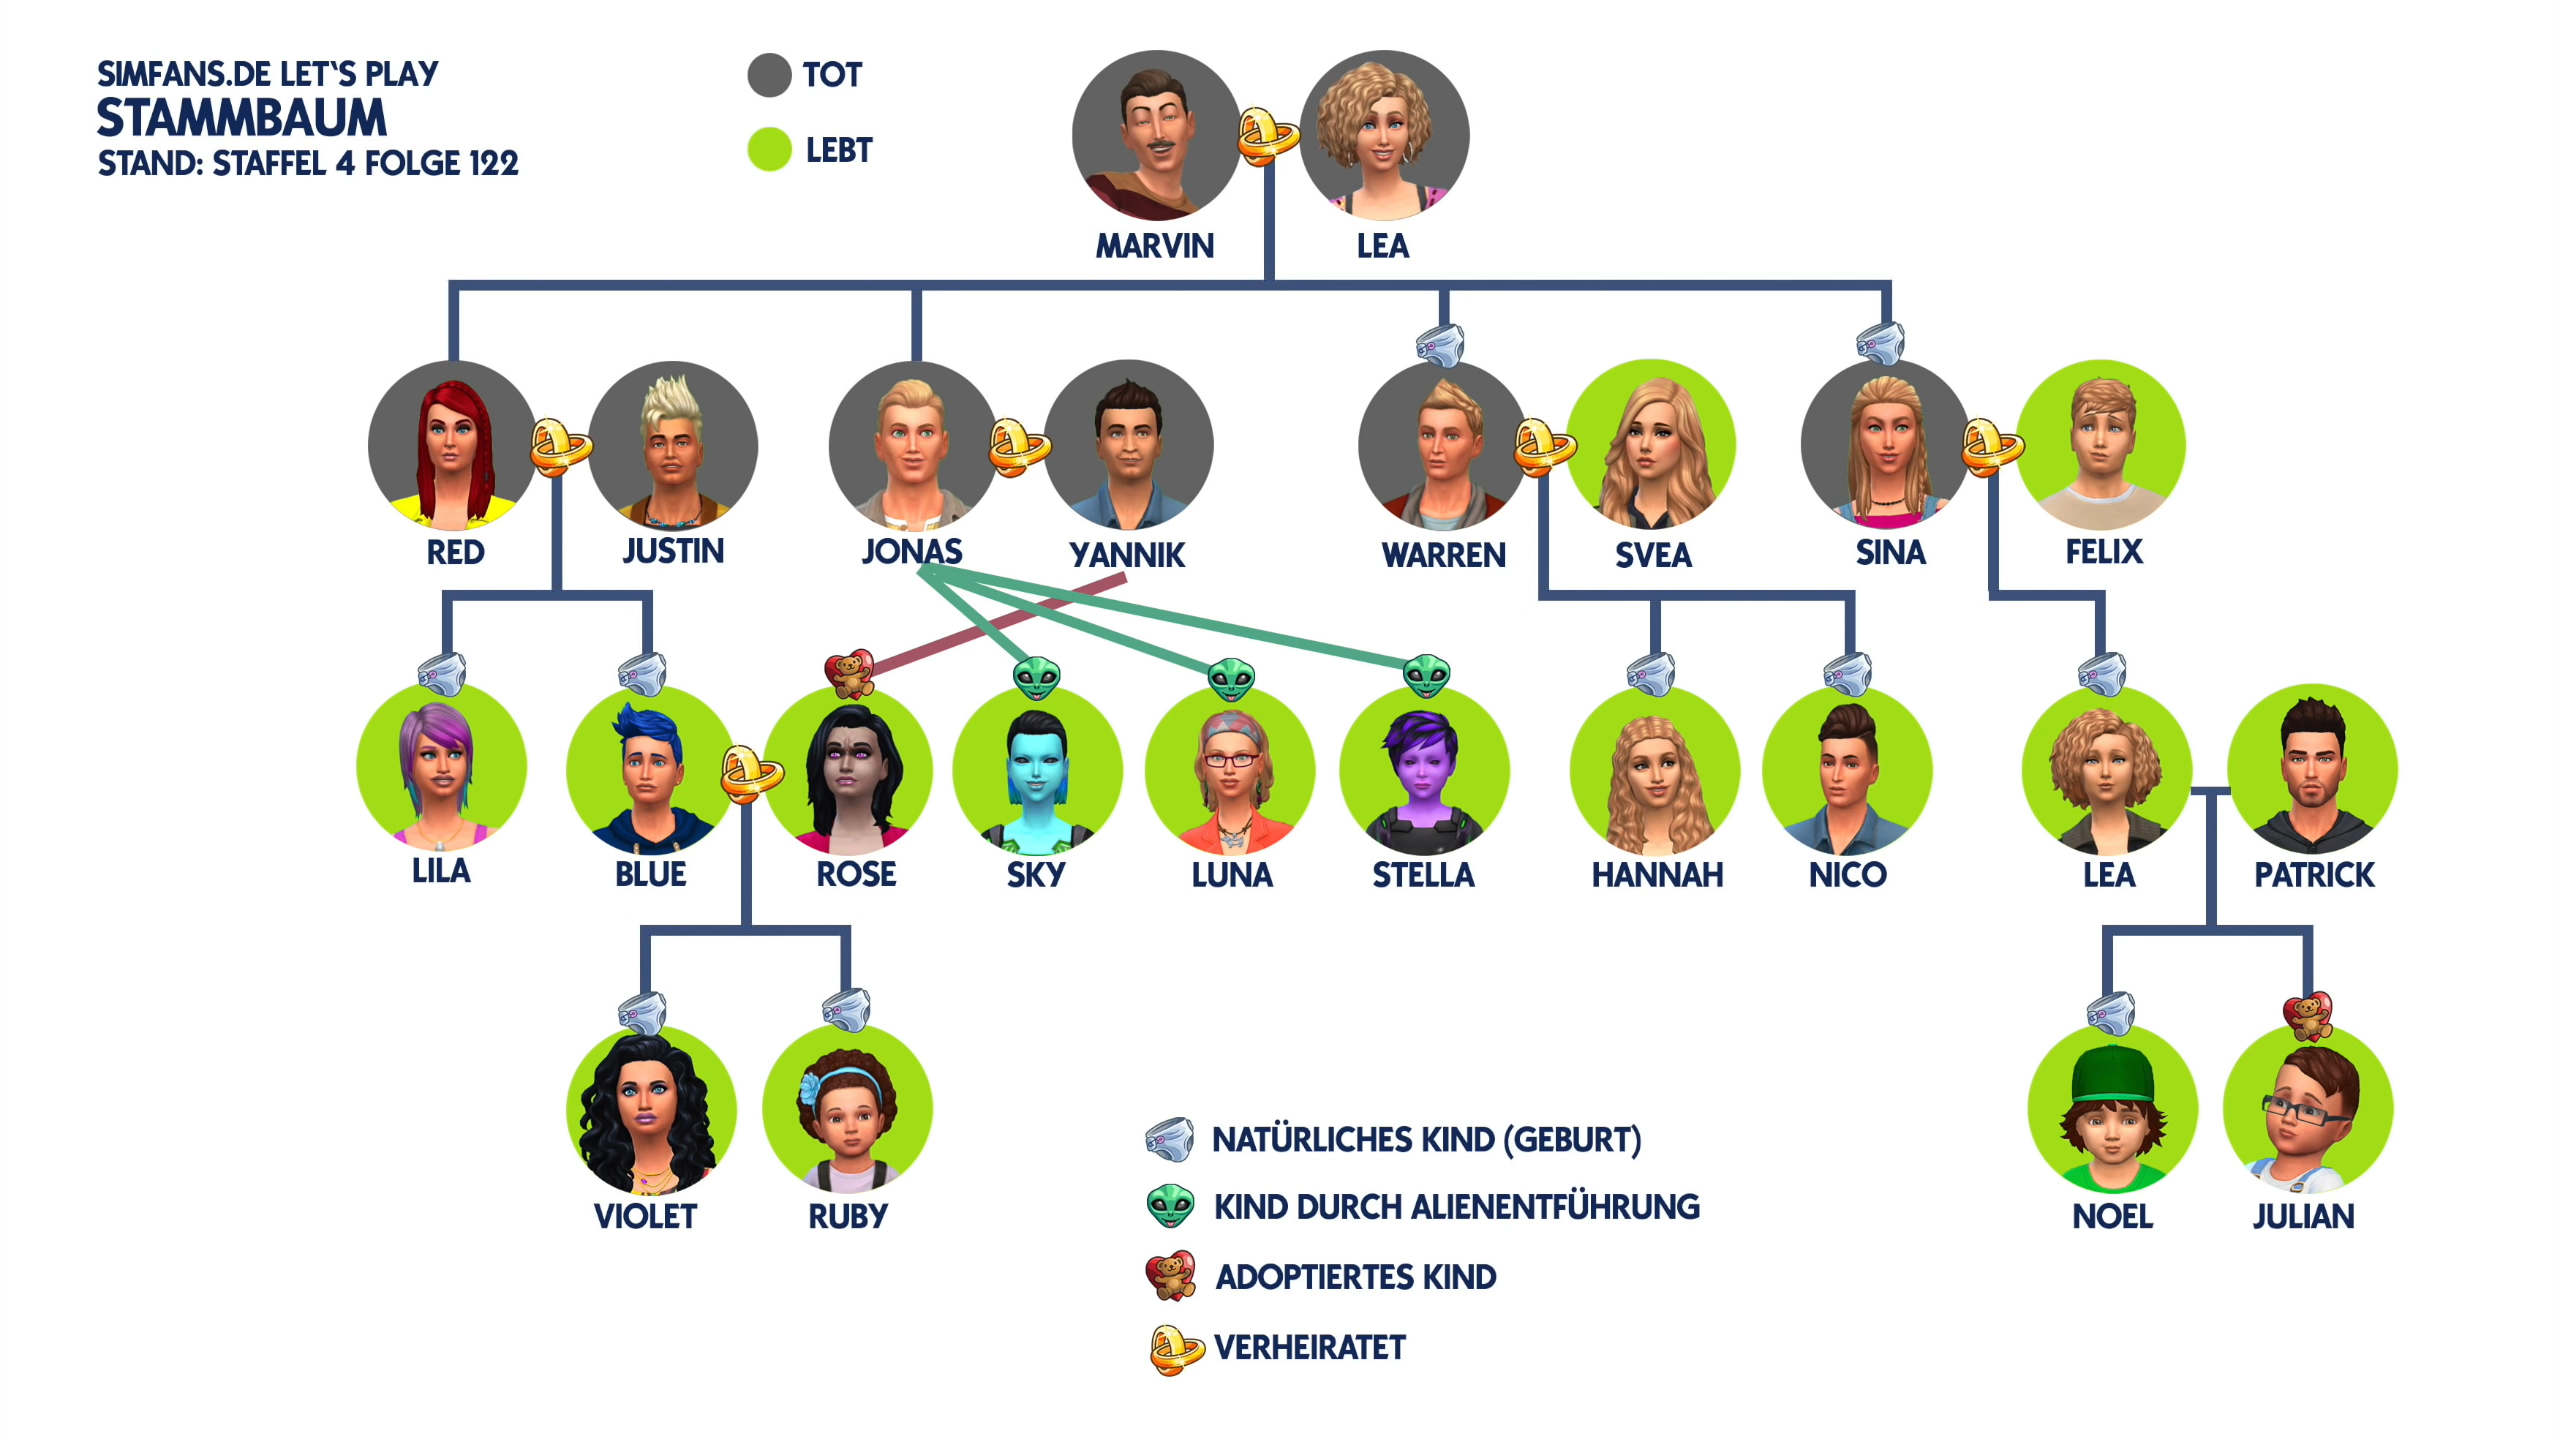 SIMFANS.DE LET`S PLAY
STAMMBAUM
STAND: STAFFEL 4 FOLGE 122
TOT
LEBT
MARVIN
LEA
RED
JUSTIN
JONAS
YANNIK
WARREN
SVEA
SINA
FELIX
LILA
BLUE
ROSE
SKY
LUNA
STELLA
HANNAH
NICO
LEA
PATRICK
VIOLET
RUBY
NOEL
JULIAN
NATÜRLICHES KIND (GEBURT)
KIND DURCH ALIENENTFÜHRUNG
ADOPTIERTES KIND
VERHEIRATET